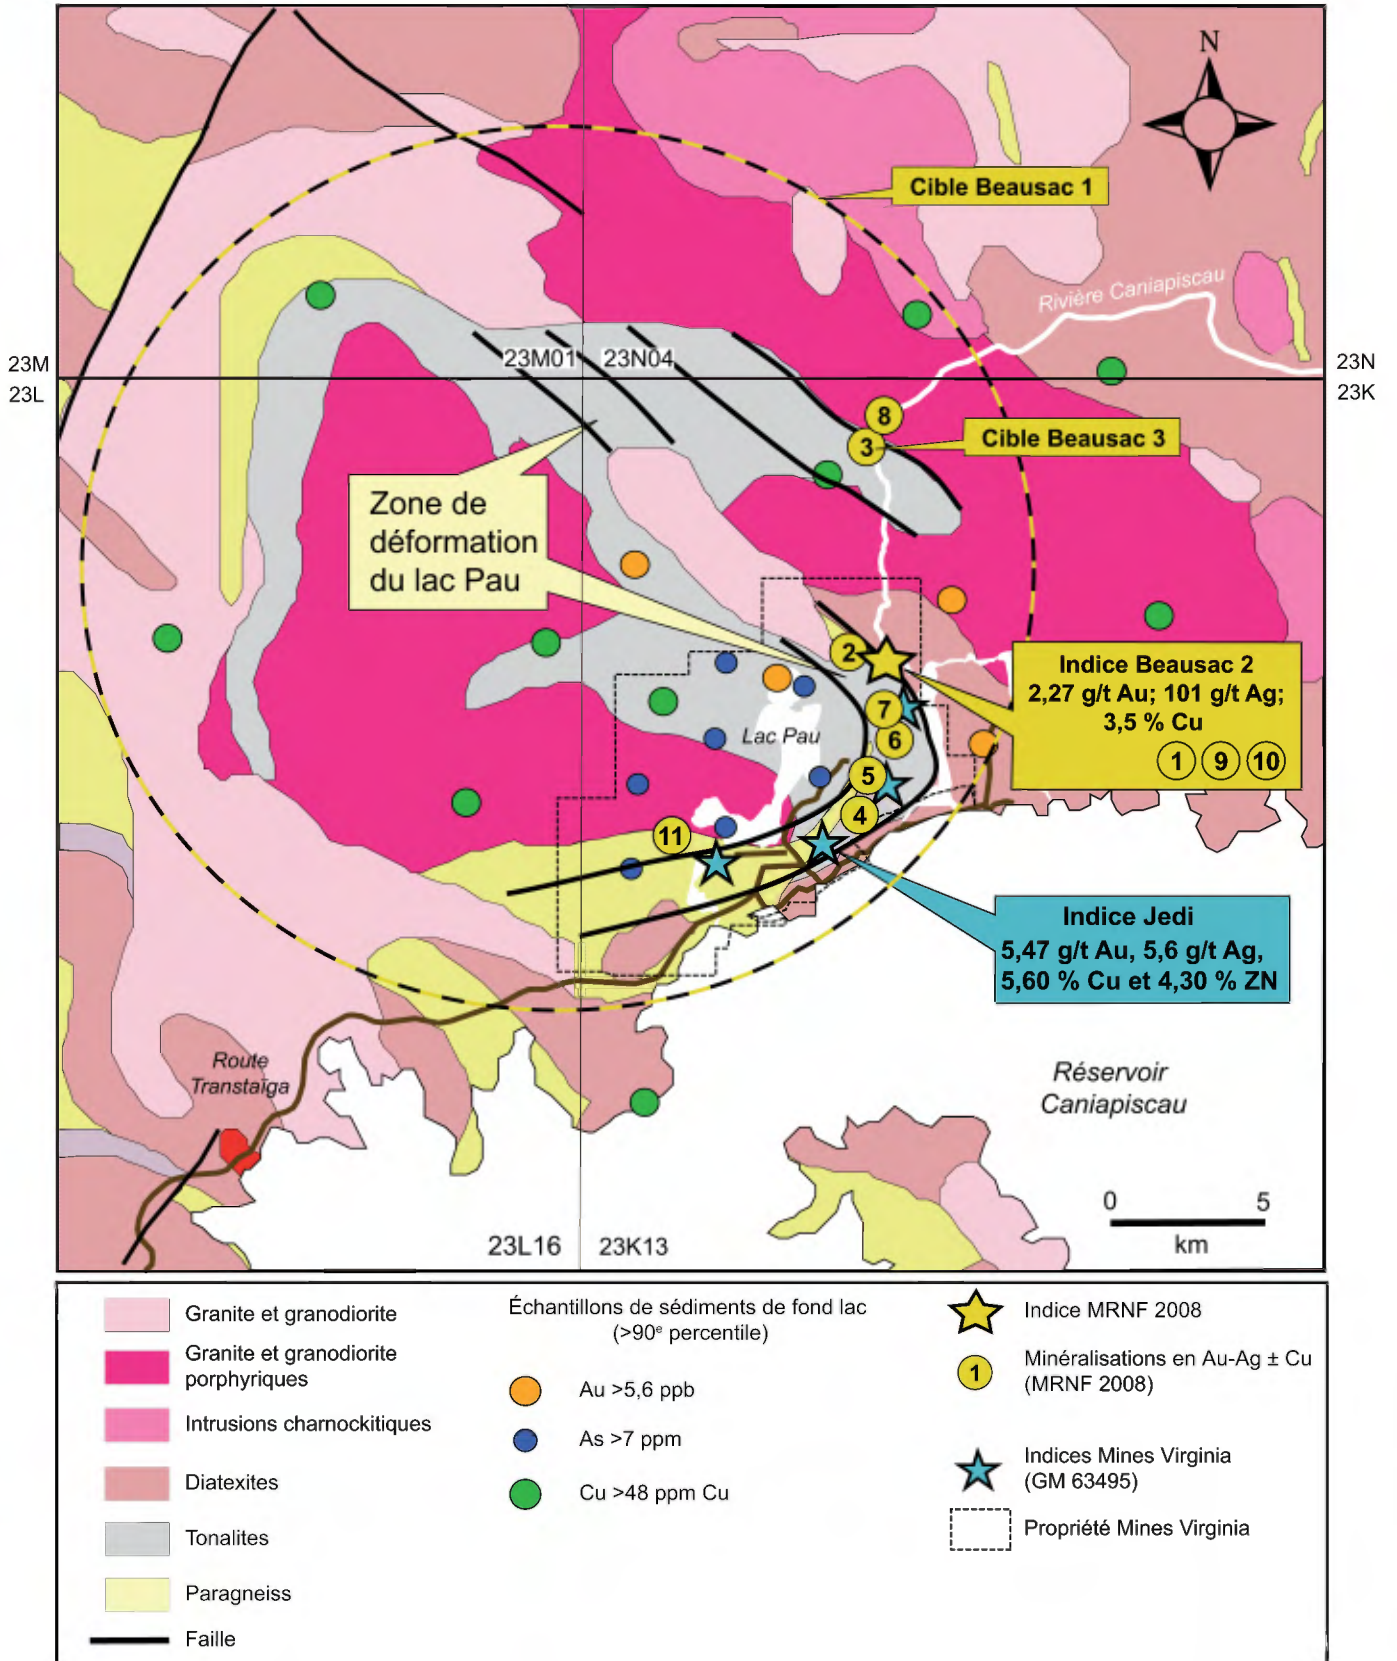 N
Cible Beausac 1
Rivière Caniapiscau
23M
23L
23M01
23N04
23N
23K
8
3
Cible Beausac 3
Zone de
déformation
du lac Pau
2
Indice Beausac 2
2,27 g/t Au; 101 g/t Ag;
3,5 % Cu
1 9 10
7
6
Lac Pau
5
4
11
Indice Jedi
5,47 g/t Au, 5,6 g/t Ag,
5,60 % Cu et 4,30 % ZN
Route
Transtaïga
Réservoir
Caniapiscau
0 5
km
23L16
23K13
Granite et granodiorite
Granite et granodiorite
porphyriques
Intrusions charnockitiques
Diatexites
Tonalites
Paragneiss
Faille
Échantillons de sédiments de fond lac
(>90e percentile)
Au >5,6 ppb
As >7 ppm
Cu >48 ppm Cu
Indice MRNF 2008
1
Minéralisations en Au-Ag ± Cu
(MRNF 2008)
Indices Mines Virginia
(GM 63495)
Propriété Mines Virginia